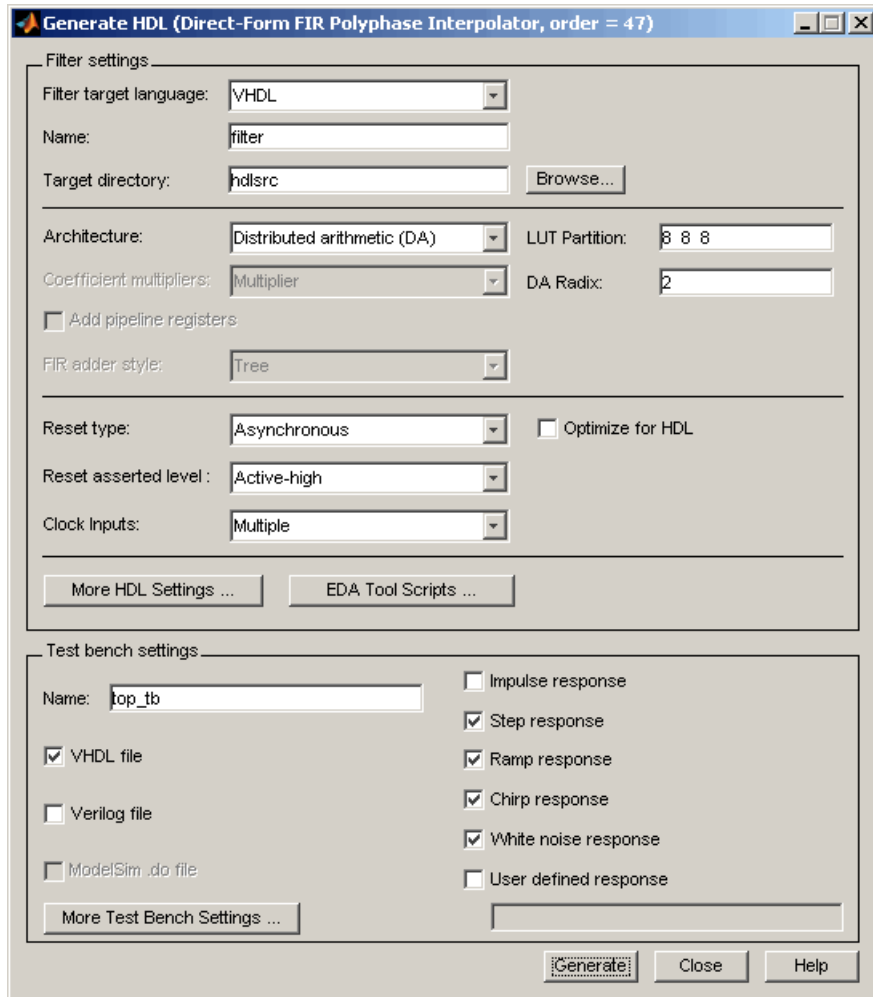 Generate HDL (Direct-Form FIR Polyphase Interpolator, order = 47)
Filter settings
Filter target language: VHDL
Name: filter
Target directory: hdlsrc Browse...
Architecture: Distributed arithmetic (DA) LUT Partition: 8 8 8
Coefficient multipliers: Multiplier DA Radix: 2
Add pipeline registers
FIR adder style: Tree
Reset type: Asynchronous Optimize for HDL
Reset asserted level : Active-high
Clock Inputs: Multiple
More HDL Settings ... EDA Tool Scripts ...
Test bench settings
Name: top_tb
VHDL file
Verilog file
ModelSim .do file
More Test Bench Settings ...
Impulse response
Step response
Ramp response
Chirp response
White noise response
User defined response
Generate Close Help